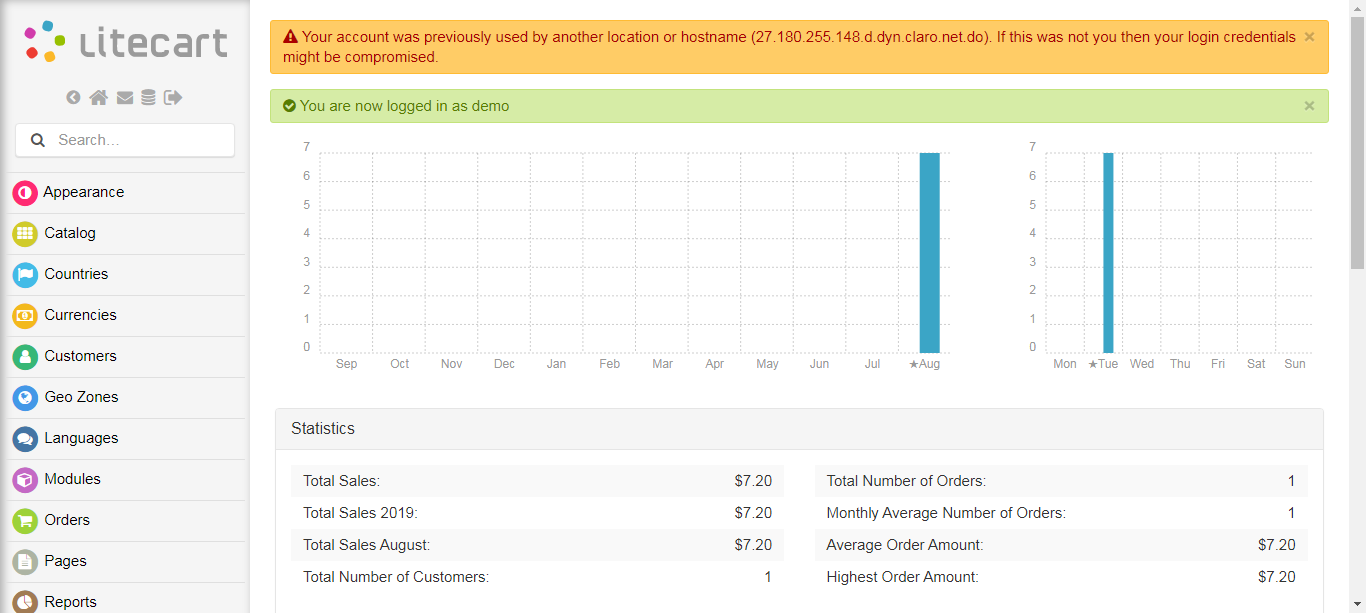 LiteCart
Search...
Appearance
Catalog
Countries
Currencies
Customers
Geo Zones
Languages
Modules
Orders
Pages
Reports
Your account was previously used by another location or hostname (27.180.255.148.d.dyn.claro.net.do). If this was not you then your login credentials ×
might be compromised.
You are now logged in as demo ×
7
6
5
4
3
2
1
0
Sep Oct Nov Dec Jan Feb Mar Apr May Jun Jul ★Aug
7
6
5
4
3
2
1
0
Mon ★Tue Wed Thu Fri Sat Sun
Statistics
Total Sales: $7.20
Total Sales 2019: $7.20
Total Sales August: $7.20
Total Number of Customers: 1
Total Number of Orders: 1
Monthly Average Number of Orders: 1
Average Order Amount: $7.20
Highest Order Amount: $7.20